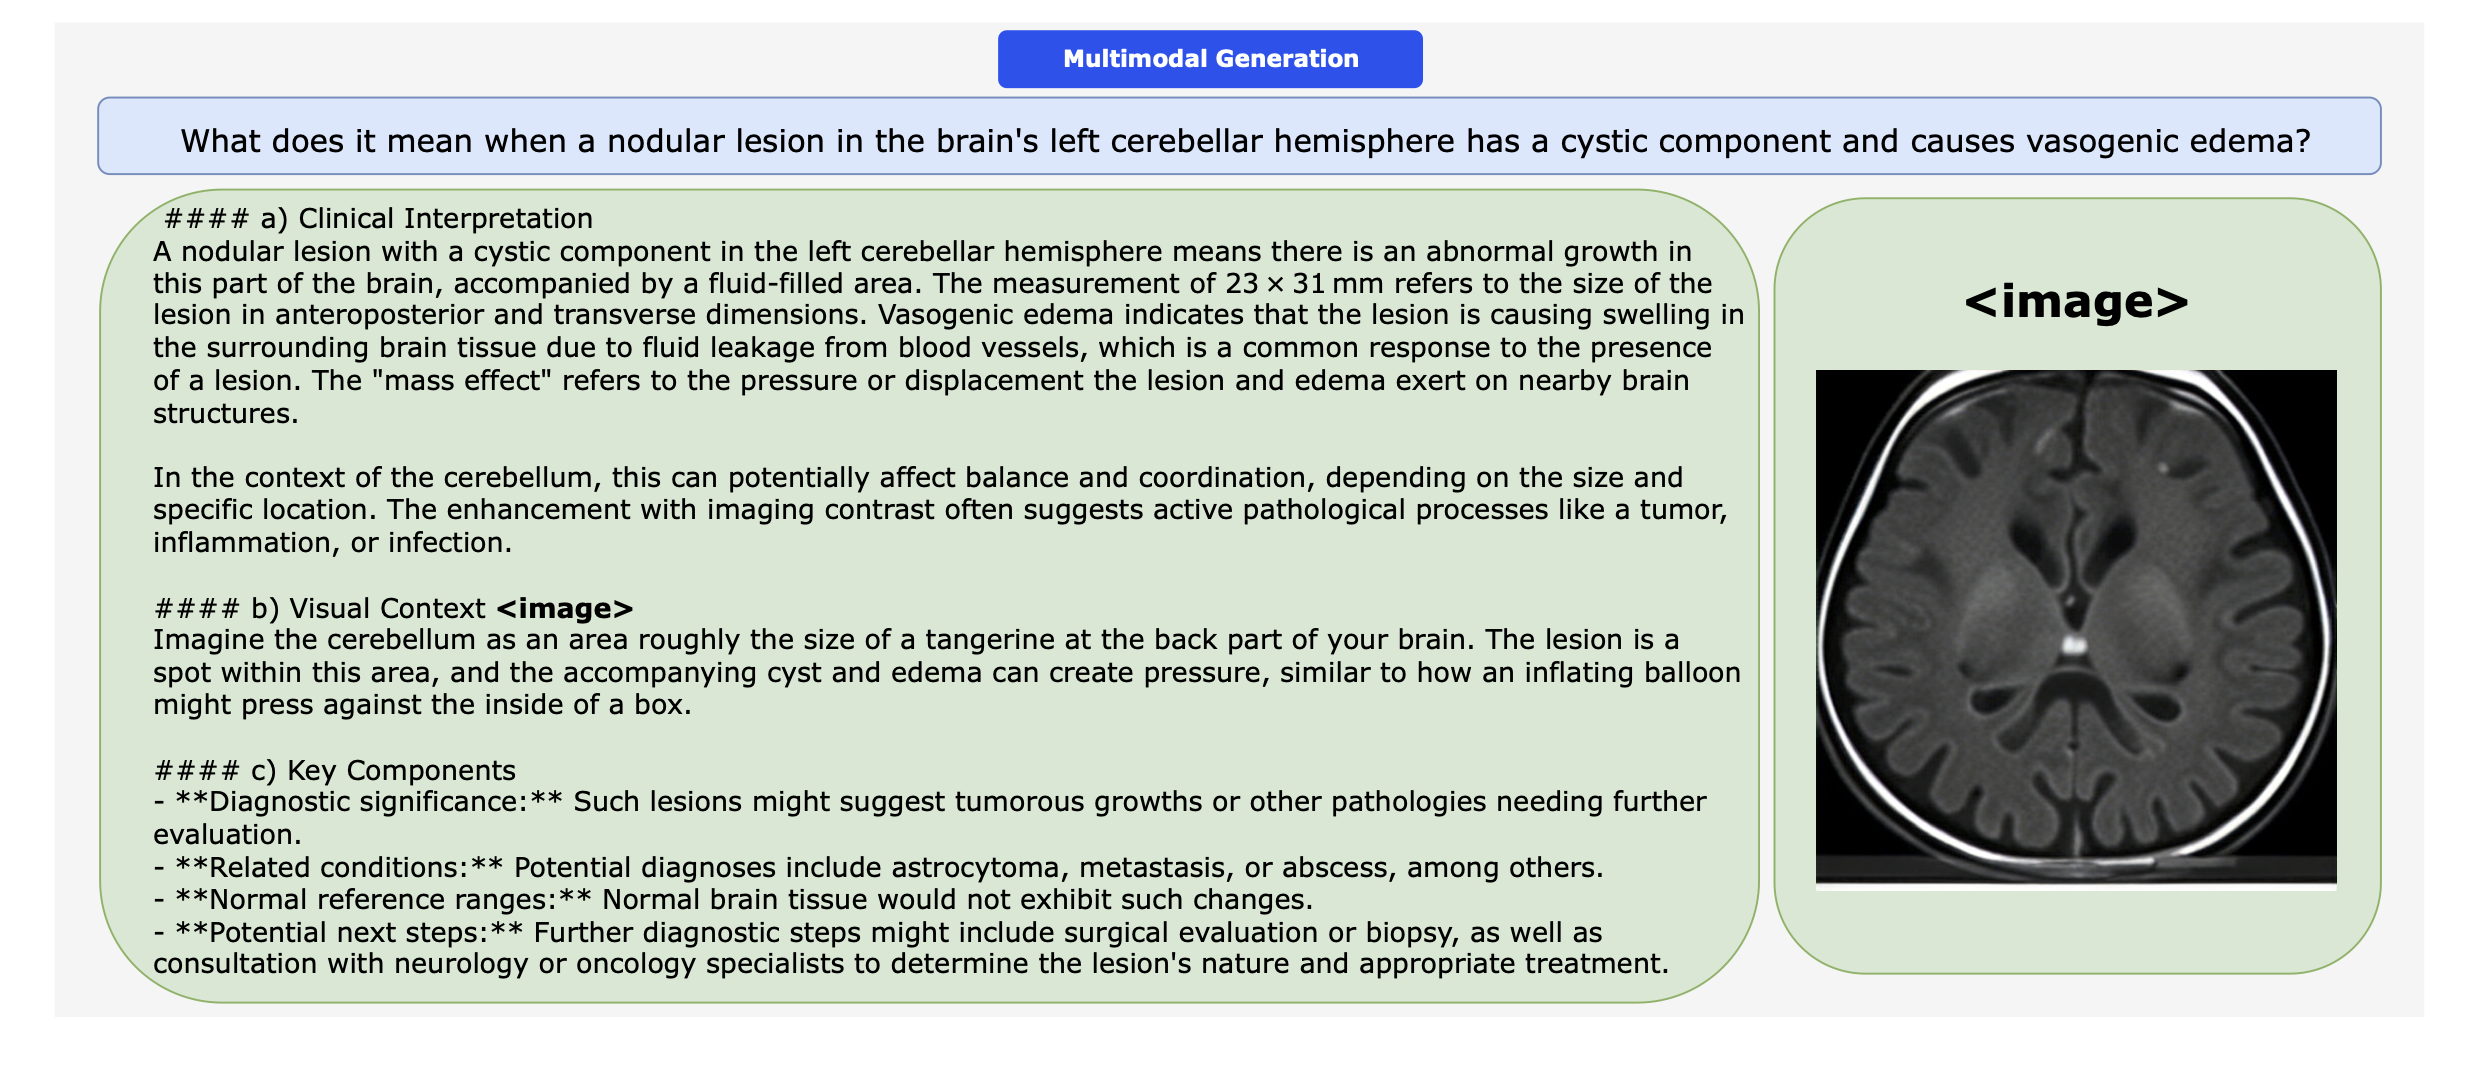 Multimodal Generation
What does it mean when a nodular lesion in the brain's left cerebellar hemisphere has a cystic component and causes vasogenic edema?
#### a) Clinical Interpretation
A nodular lesion with a cystic component in the left cerebellar hemisphere means there is an abnormal growth in
this part of the brain, accompanied by a fluid-filled area. The measurement of 23 × 31 mm refers to the size of the
lesion in anteroposterior and transverse dimensions. Vasogenic edema indicates that the lesion is causing swelling in
the surrounding brain tissue due to fluid leakage from blood vessels, which is a common response to the presence
of a lesion. The "mass effect" refers to the pressure or displacement the lesion and edema exert on nearby brain
structures.
In the context of the cerebellum, this can potentially affect balance and coordination, depending on the size and
specific location. The enhancement with imaging contrast often suggests active pathological processes like a tumor,
inflammation, or infection.
#### b) Visual Context <image>
Imagine the cerebellum as an area roughly the size of a tangerine at the back part of your brain. The lesion is a
spot within this area, and the accompanying cyst and edema can create pressure, similar to how an inflating balloon
might press against the inside of a box.
#### c) Key Components
- **Diagnostic significance:** Such lesions might suggest tumorous growths or other pathologies needing further
evaluation.
- **Related conditions:** Potential diagnoses include astrocytoma, metastasis, or abscess, among others.
- **Normal reference ranges:** Normal brain tissue would not exhibit such changes.
- **Potential next steps:** Further diagnostic steps might include surgical evaluation or biopsy, as well as
consultation with neurology or oncology specialists to determine the lesion's nature and appropriate treatment.
<image>